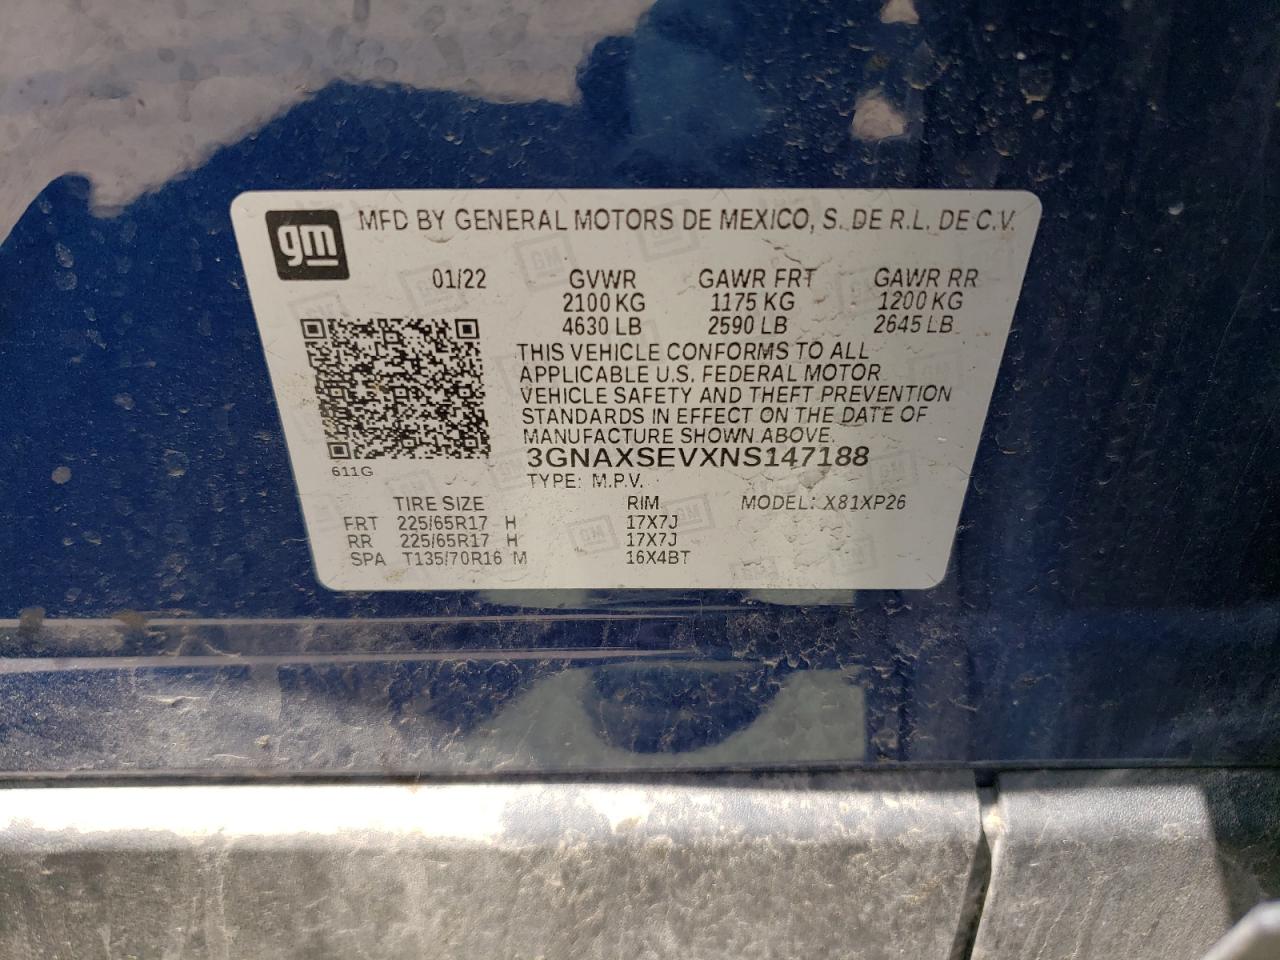 gm
MFD BY GENERAL MOTORS DE MEXICO, S. DE R.L. DE C.V.
01/22 GVWR GAWR FRT GAWR RR
2100 KG 1175 KG 1200 KG
4630 LB 2590 LB 2645 LB
THIS VEHICLE CONFORMS TO ALL
APPLICABLE U.S. FEDERAL MOTOR
VEHICLE SAFETY AND THEFT PREVENTION
STANDARDS IN EFFECT ON THE DATE OF
MANUFACTURE SHOWN ABOVE.
3GNAXSEVXNS147188
611G
TYPE: M.P.V.
TIRE SIZE RIM MODEL: X81XP26
FRT 225/65R17 H 17X7J
RR 225/65R17 H 17X7J
SPA T135/70R16 M 16X4BT